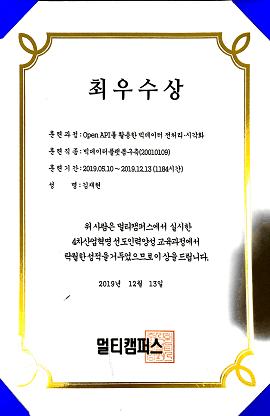 최우수상
훈련과정 : Open API를 활용한 빅데이터 전처리·시각화
훈련직종 : 빅데이터플랫폼구축(20010109)
훈련기간 : 2019.05.10 ~ 2019.12.13 (1184시간)
성 명 : 김재현
위 사람은 멀티캠퍼스에서 실시한
4차산업혁명 선도인력양성 교육과정에서
탁월한 성적을 거두었으므로 이 상을 드립니다.
2019년 12월 13일
멀티캠퍼스